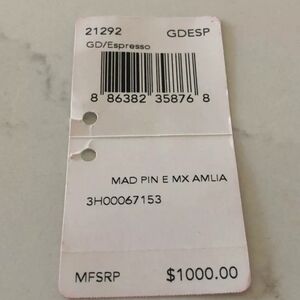 21292 GDESP
GD/Espresso
8 86382 35876 8
MAD PIN E MX AMLIA
3H00067153
MFSRP $1000.00